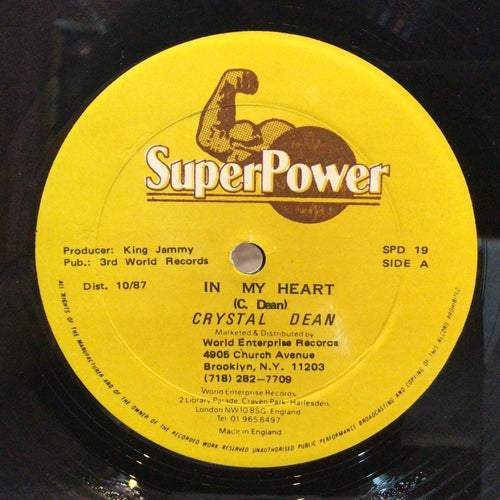 SuperPower
Producer: King Jammy
Pub.: 3rd World Records
SPD 19
SIDE A
Dist. 10/87
IN MY HEART
(C. Dean)
CRYSTAL DEAN
Marketed & Distributed by
World Enterprise Records
4905 Church Avenue
Brooklyn, N.Y. 11203
(718) 282-7709
World Enterprise Records
2 Library Parade, Craven Park, Harlesden,
London NW10 8SG, England
Tel. 01 965 6497
Made in England
ALL RIGHTS OF THE MANUFACTURER AND OF THE OWNER OF THE RECORDED WORK RESERVED UNAUTHORISED PUBLIC PERFORMANCE BROADCASTING AND COPYING OF THIS RECORD PROHIBITED